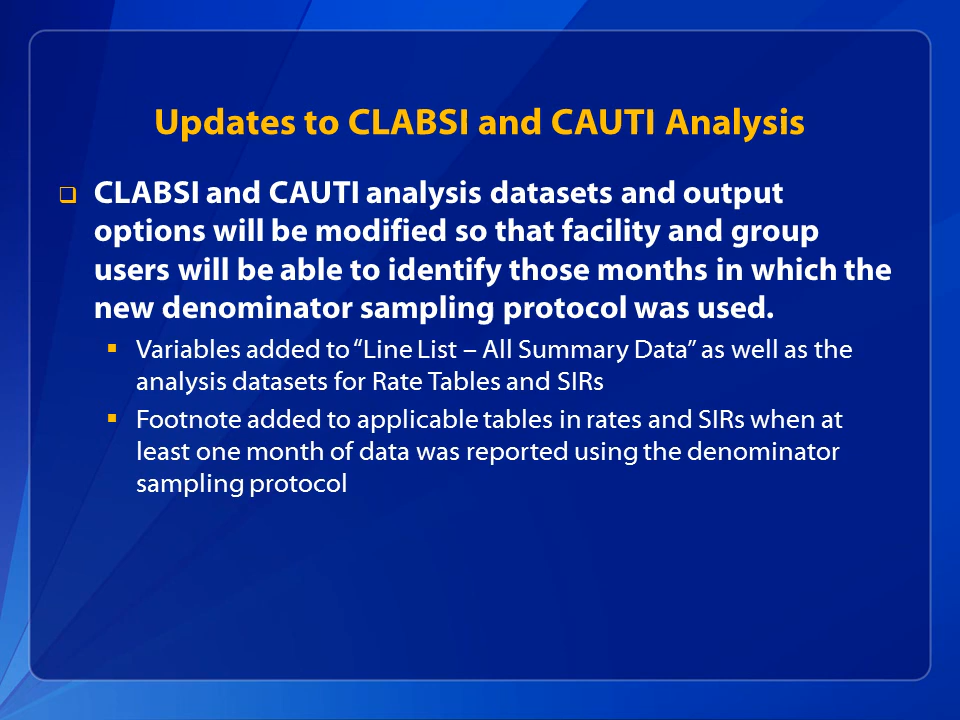 Updates to CLABSI and CAUTI Analysis
CLABSI and CAUTI analysis datasets and output
options will be modified so that facility and group
users will be able to identify those months in which the
new denominator sampling protocol was used.
Variables added to “Line List – All Summary Data” as well as the
analysis datasets for Rate Tables and SIRs
Footnote added to applicable tables in rates and SIRs when at
least one month of data was reported using the denominator
sampling protocol